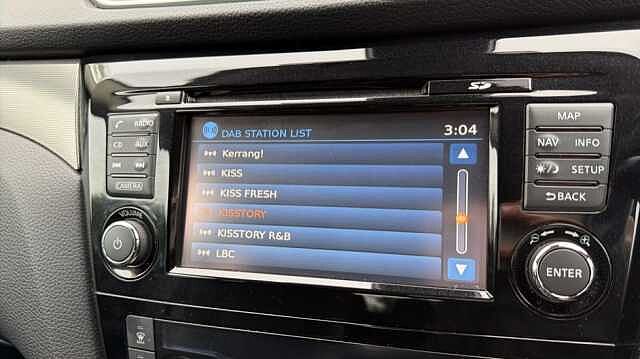 SD
DAB STATION LIST 3:04
Kerrang!
KISS
KISS FRESH
KISSTORY
KISSTORY R&B
LBC
RADIO
CD AUX
CAMERA
VOLUME
MAP
NAV INFO
SETUP
BACK
ENTER